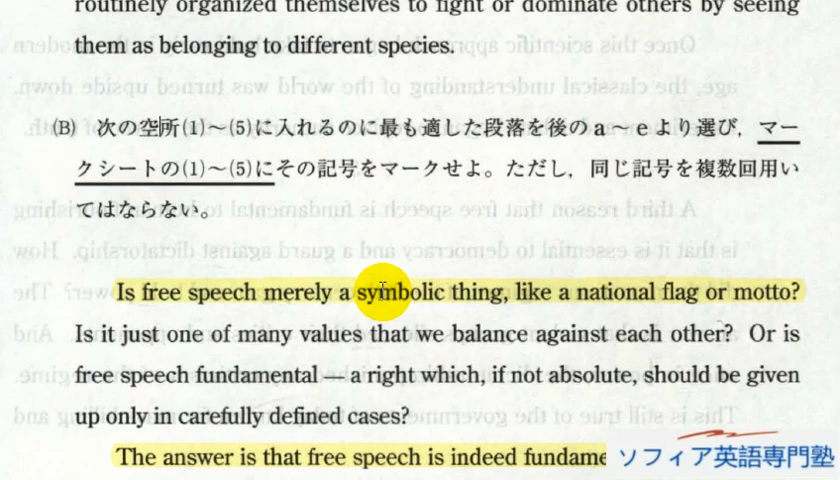 routinely organized themselves to fight or dominate others by seeing
them as belonging to different species.
(B) 次の空所(1)〜(5)に入れるのに最も適した段落を後の a〜e より選び，マー
クシートの(1)〜(5)にその記号をマークせよ。ただし，同じ記号を複数回用い
てはならない。
Is free speech merely a symbolic thing, like a national flag or motto?
Is it just one of many values that we balance against each other? Or is
free speech fundamental — a right which, if not absolute, should be given
up only in carefully defined cases?
The answer is that free speech is indeed fundame
ソフィア英語専門塾